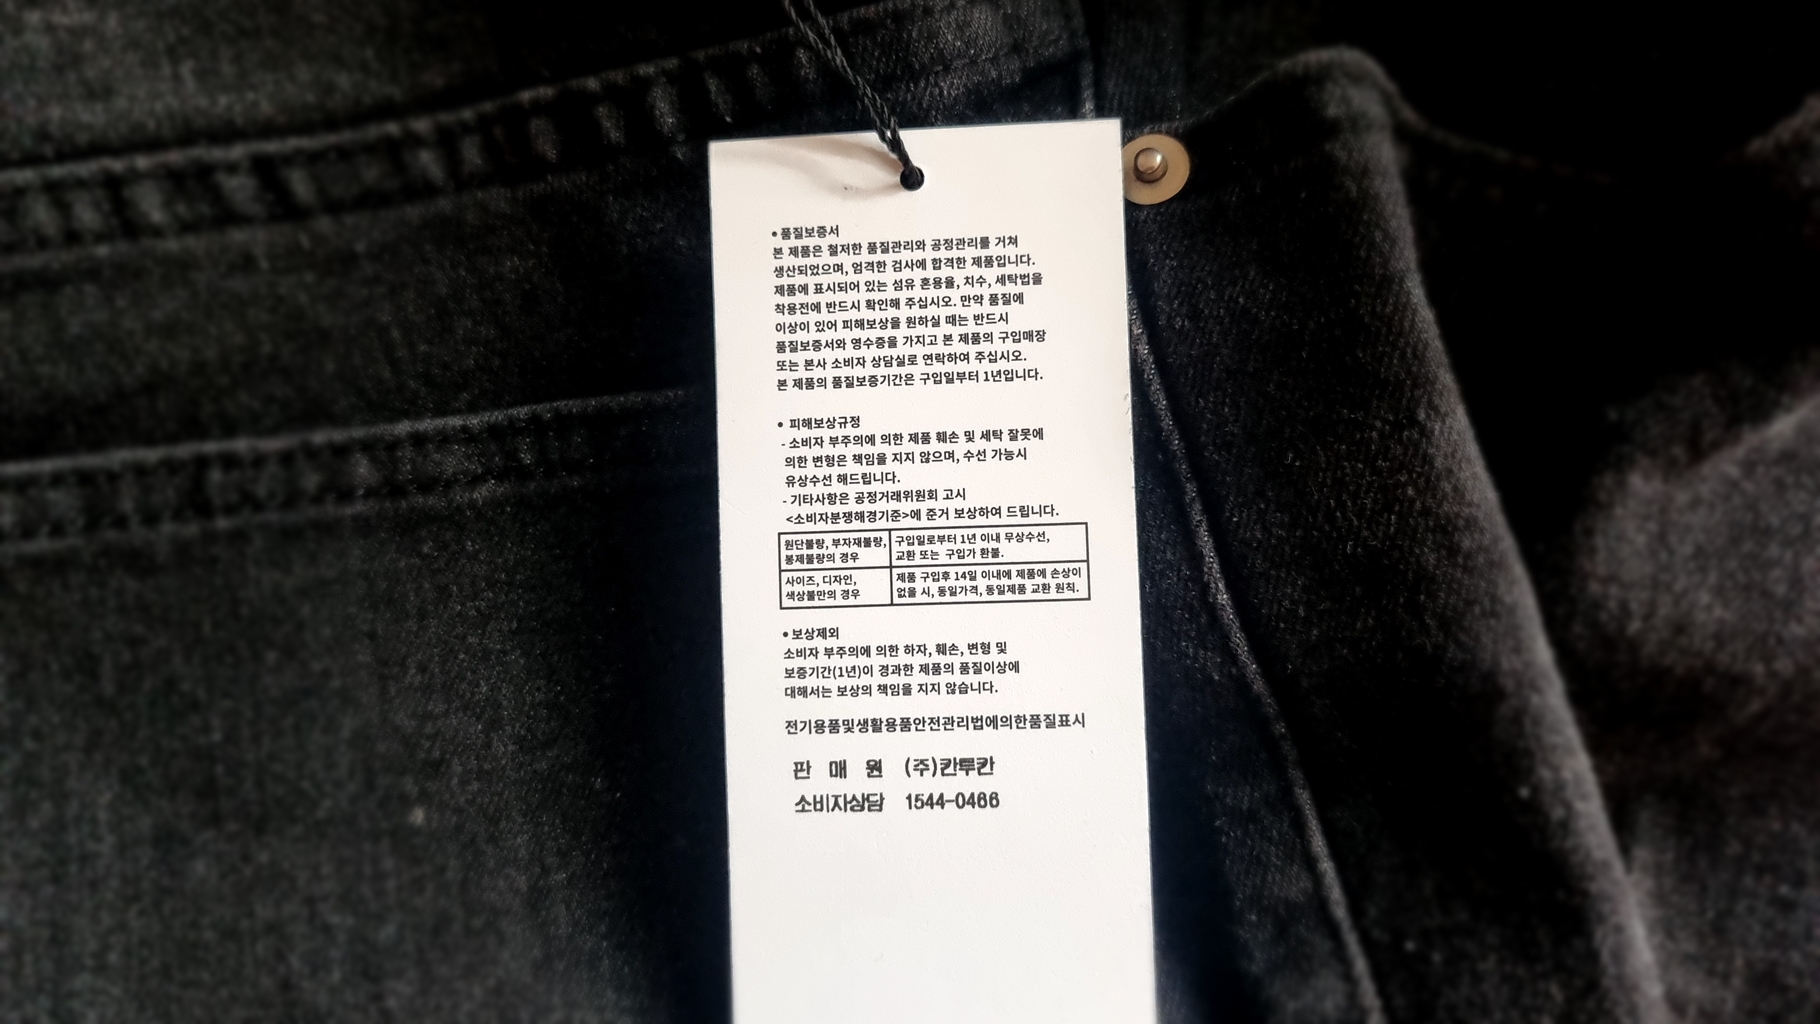 • 품질보증서
본 제품은 철저한 품질관리와 공정관리를 거쳐
생산되었으며, 엄격한 검사에 합격한 제품입니다.
제품에 표시되어 있는 섬유 혼용율, 치수, 세탁법을
착용전에 반드시 확인해 주십시오. 만약 품질에
이상이 있어 피해보상을 원하실 때는 반드시
품질보증서와 영수증을 가지고 본 제품의 구입매장
또는 본사 소비자 상담실로 연락하여 주십시오.
본 제품의 품질보증기간은 구입일부터 1년입니다.
• 피해보상규정
- 소비자 부주의에 의한 제품 훼손 및 세탁 잘못에
의한 변형은 책임을 지지 않으며, 수선 가능시
유상수선 해드립니다.
- 기타사항은 공정거래위원회 고시
<소비자분쟁해경기준>에 준거 보상하여 드립니다.
원단불량, 부자재불량, 구입일로부터 1년 이내 무상수선,
봉제불량의 경우 교환 또는 구입가 환불.
사이즈, 디자인, 제품 구입후 14일 이내에 제품에 손상이
색상불만의 경우 없을 시, 동일가격, 동일제품 교환 원칙.
• 보상제외
소비자 부주의에 의한 하자, 훼손, 변형 및
보증기간(1년)이 경과한 제품의 품질이상에
대해서는 보상의 책임을 지지 않습니다.
전기용품및생활용품안전관리법에의한품질표시
판 매 원 (주)칸투칸
소비자상담 1544-0466